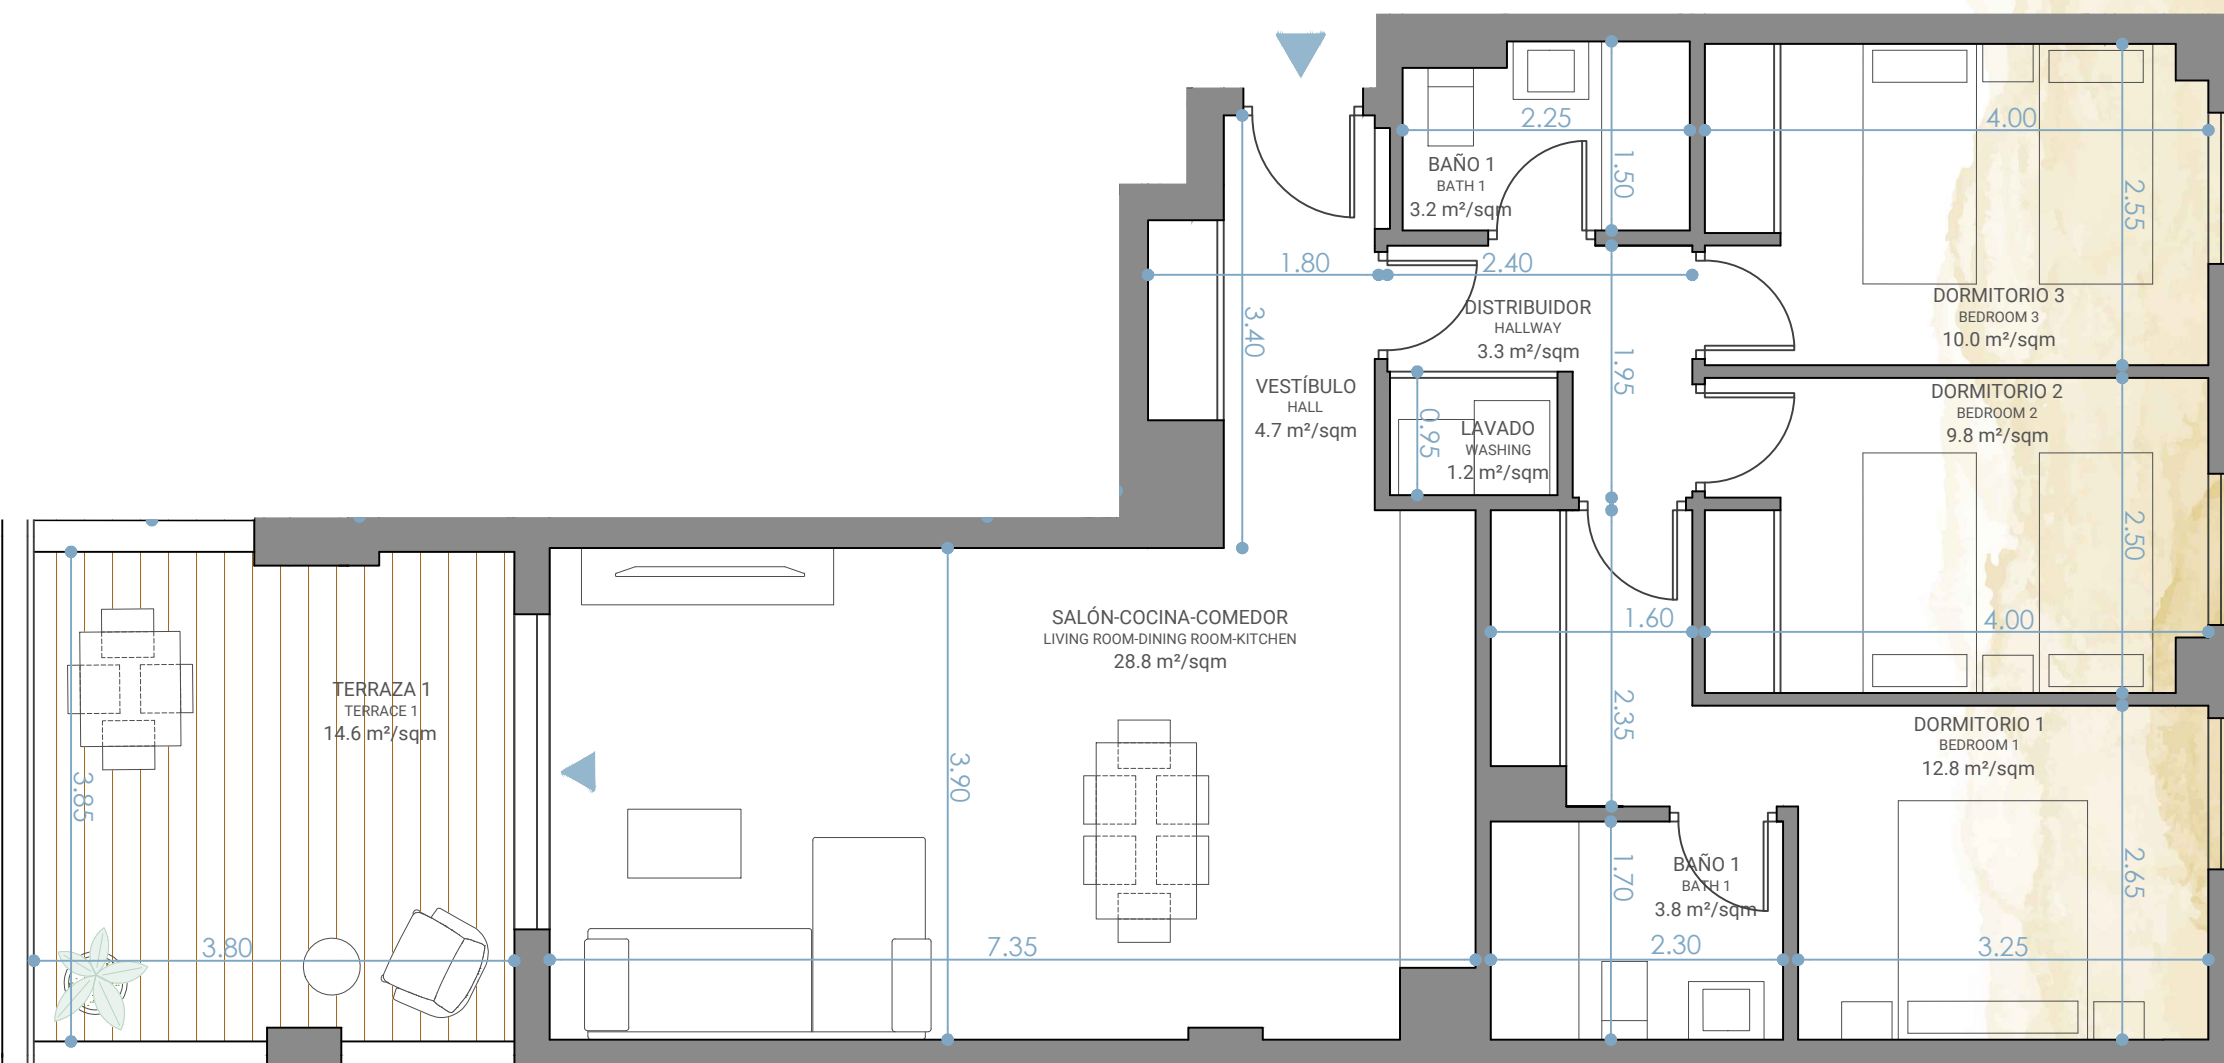 2.25
BAÑO 1
BATH 1
3.2 m²/sqm
1.50
4.00
2.55
DORMITORIO 3
BEDROOM 3
10.0 m²/sqm
1.80
2.40
3.40
DISTRIBUIDOR
HALLWAY
3.3 m²/sqm
1.95
VESTÍBULO
HALL
4.7 m²/sqm
0.95
LAVADO
WASHING
1.2 m²/sqm
DORMITORIO 2
BEDROOM 2
9.8 m²/sqm
2.50
4.00
1.60
2.35
SALÓN-COCINA-COMEDOR
LIVING ROOM-DINING ROOM-KITCHEN
28.8 m²/sqm
3.90
7.35
TERRAZA 1
TERRACE 1
14.6 m²/sqm
3.85
3.80
DORMITORIO 1
BEDROOM 1
12.8 m²/sqm
2.65
3.25
BAÑO 1
BATH 1
3.8 m²/sqm
1.70
2.30